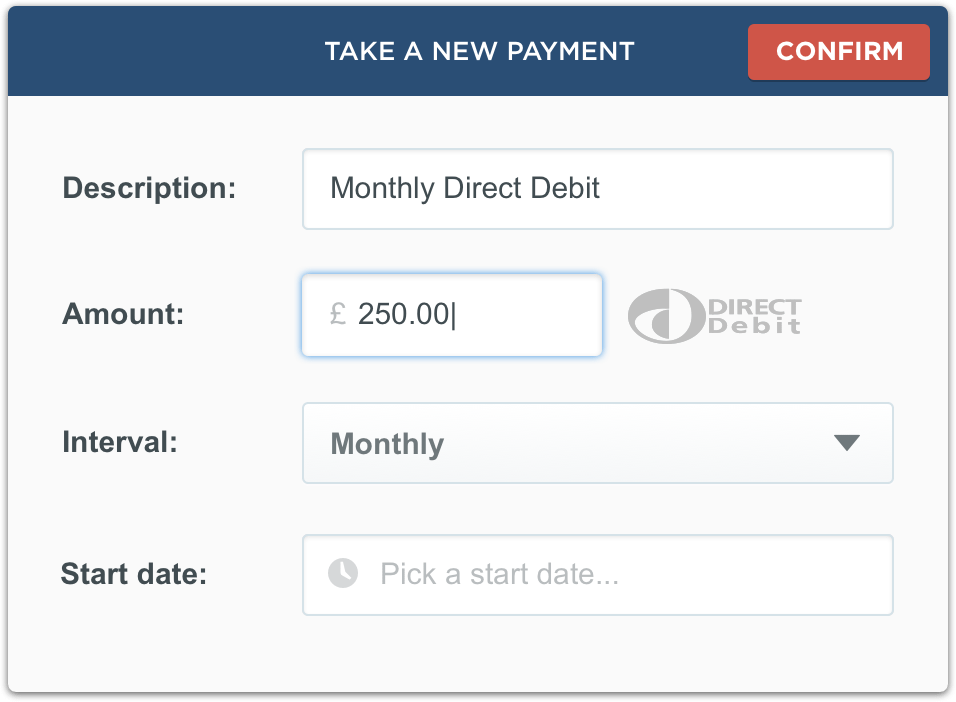 TAKE A NEW PAYMENT
CONFIRM
Description: Monthly Direct Debit
Amount: £ 250.00
DIRECT
Debit
Interval: Monthly
Start date: Pick a start date...